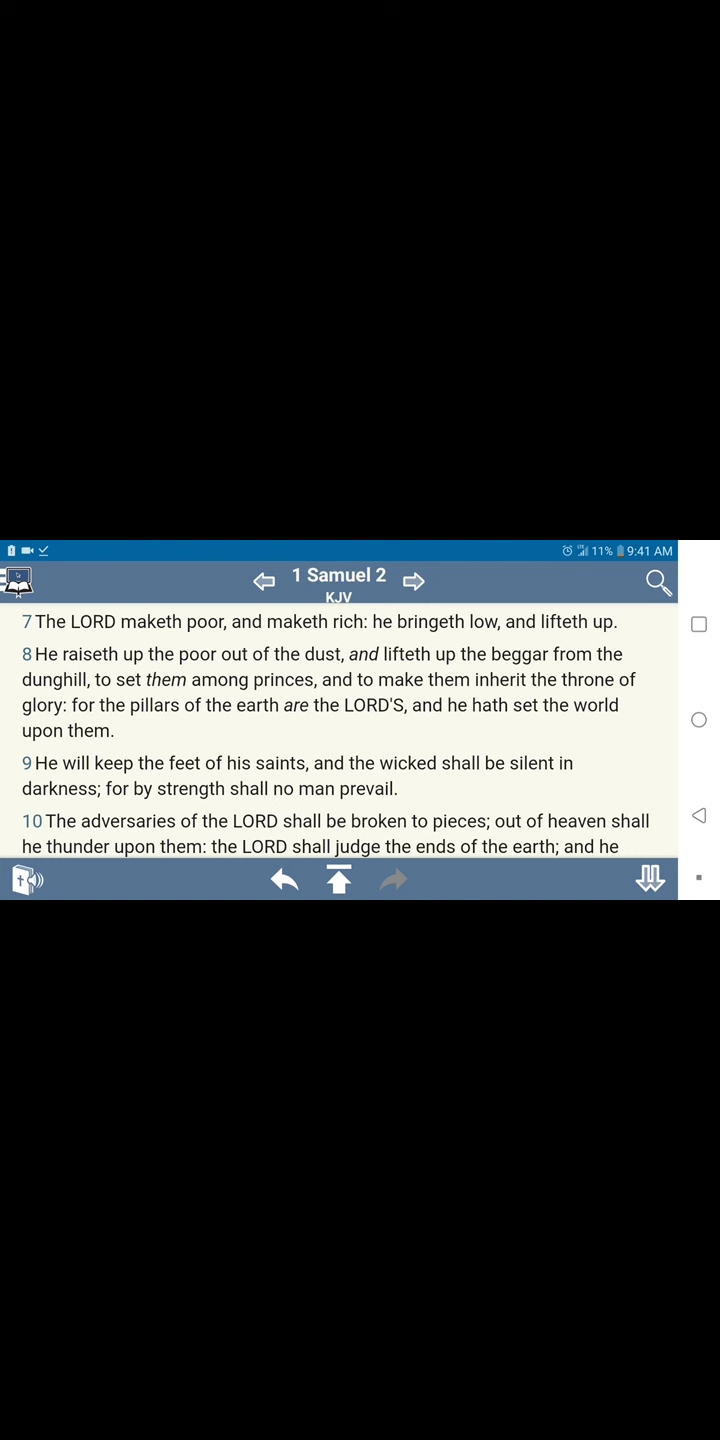 11% 9:41 AM
1 Samuel 2
KJV
7 The LORD maketh poor, and maketh rich: he bringeth low, and lifteth up.
8 He raiseth up the poor out of the dust, and lifteth up the beggar from the
dunghill, to set them among princes, and to make them inherit the throne of
glory: for the pillars of the earth are the LORD'S, and he hath set the world
upon them.
9 He will keep the feet of his saints, and the wicked shall be silent in
darkness; for by strength shall no man prevail.
10 The adversaries of the LORD shall be broken to pieces; out of heaven shall
he thunder upon them: the LORD shall judge the ends of the earth; and he